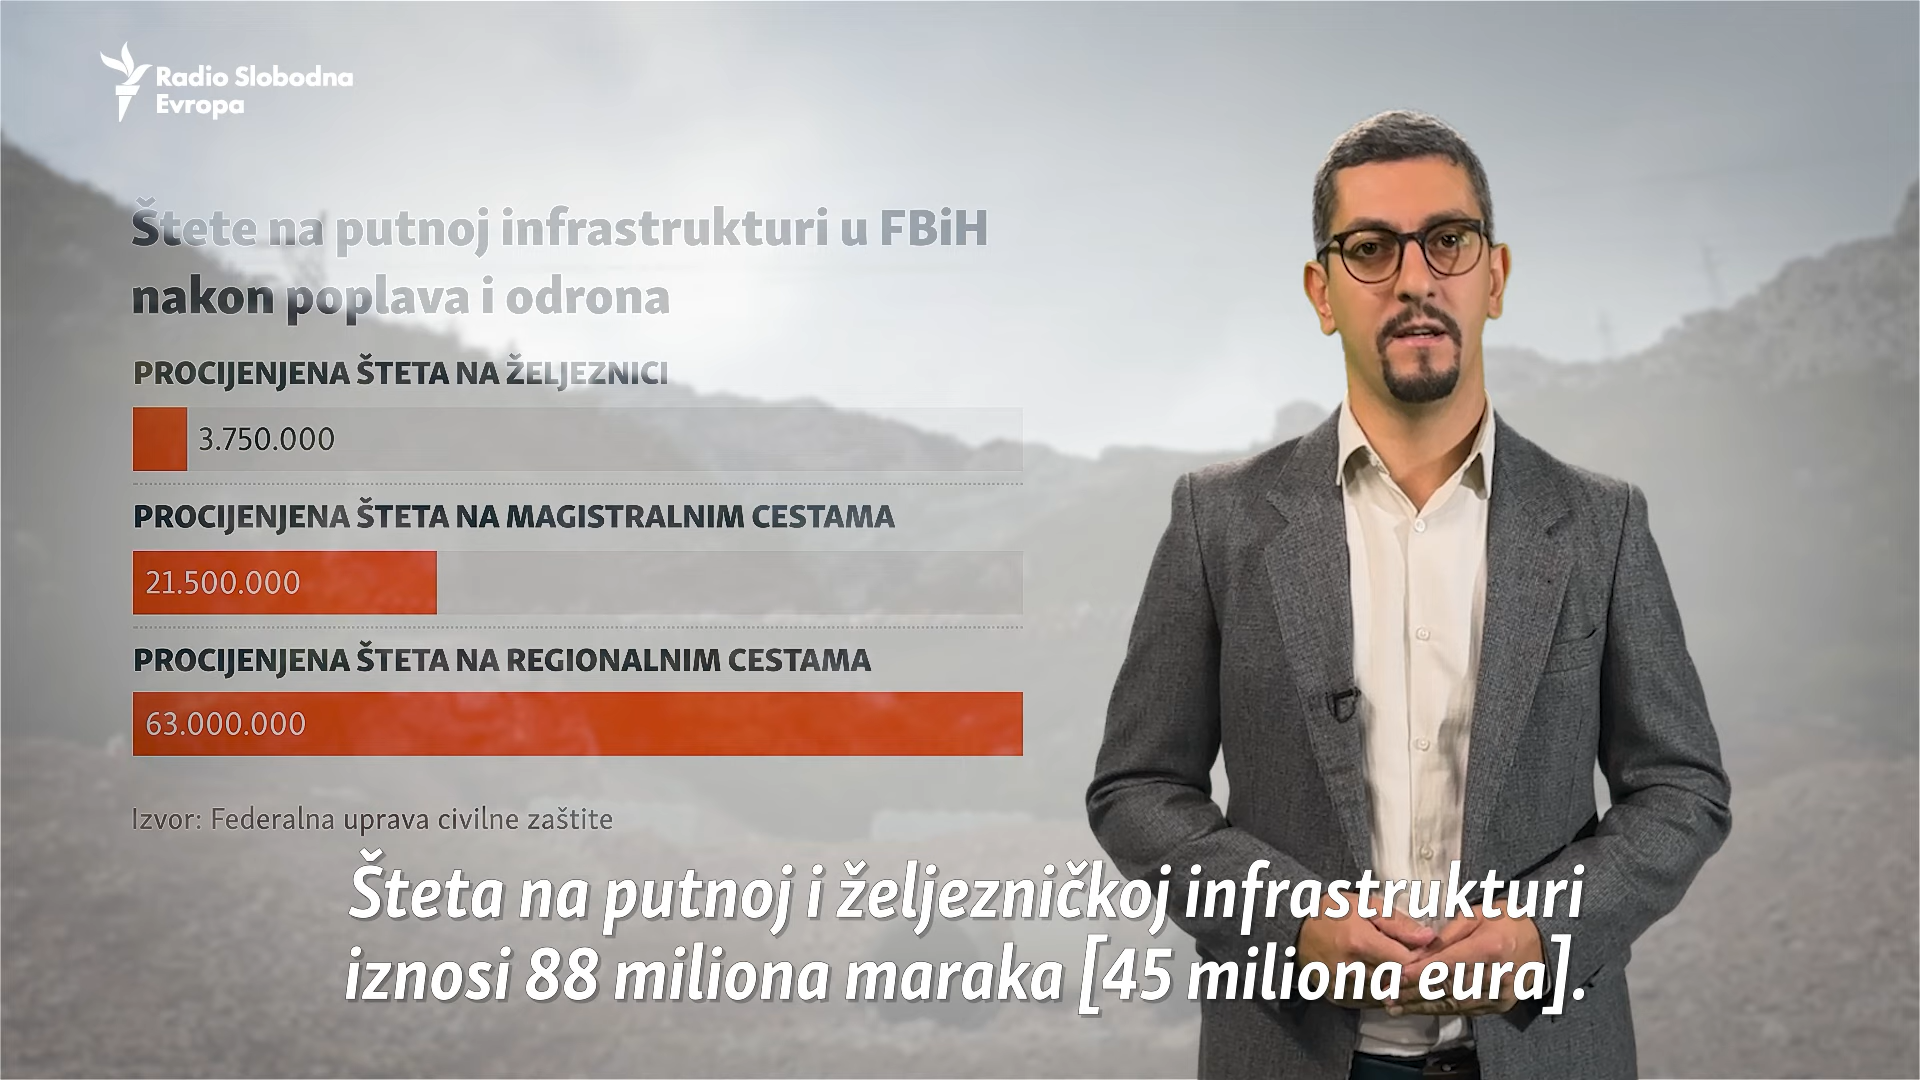 Radio Slobodna
Evropa
Štete na putnoj infrastrukturi u FBiH
nakon poplava i odrona
PROCIJENJENA ŠTETA NA ŽELJEZNICI
3.750.000
PROCIJENJENA ŠTETA NA MAGISTRALNIM CESTAMA
21.500.000
PROCIJENJENA ŠTETA NA REGIONALNIM CESTAMA
63.000.000
Izvor: Federalna uprava civilne zaštite
Šteta na putnoj i željezničkoj infrastrukturi
iznosi 88 miliona maraka [45 miliona eura].